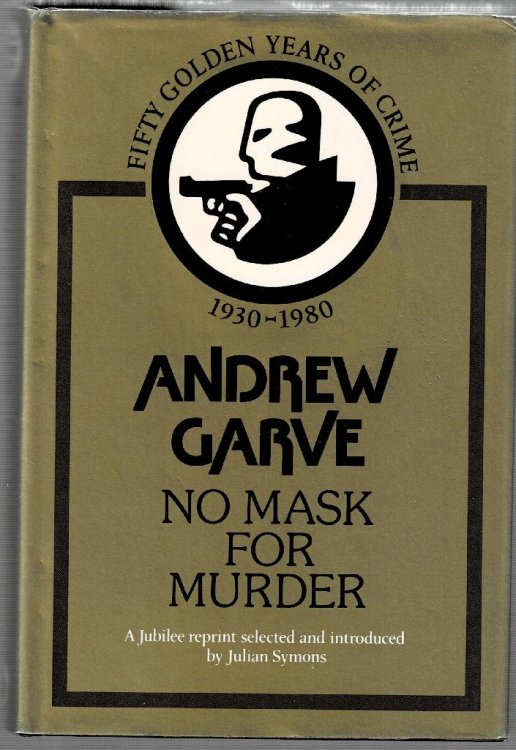 FIFTY GOLDEN YEARS OF CRIME
1930-1980
ANDREW
GARVE
NO MASK
FOR
MURDER
A Jubilee reprint selected and introduced
by Julian Symons